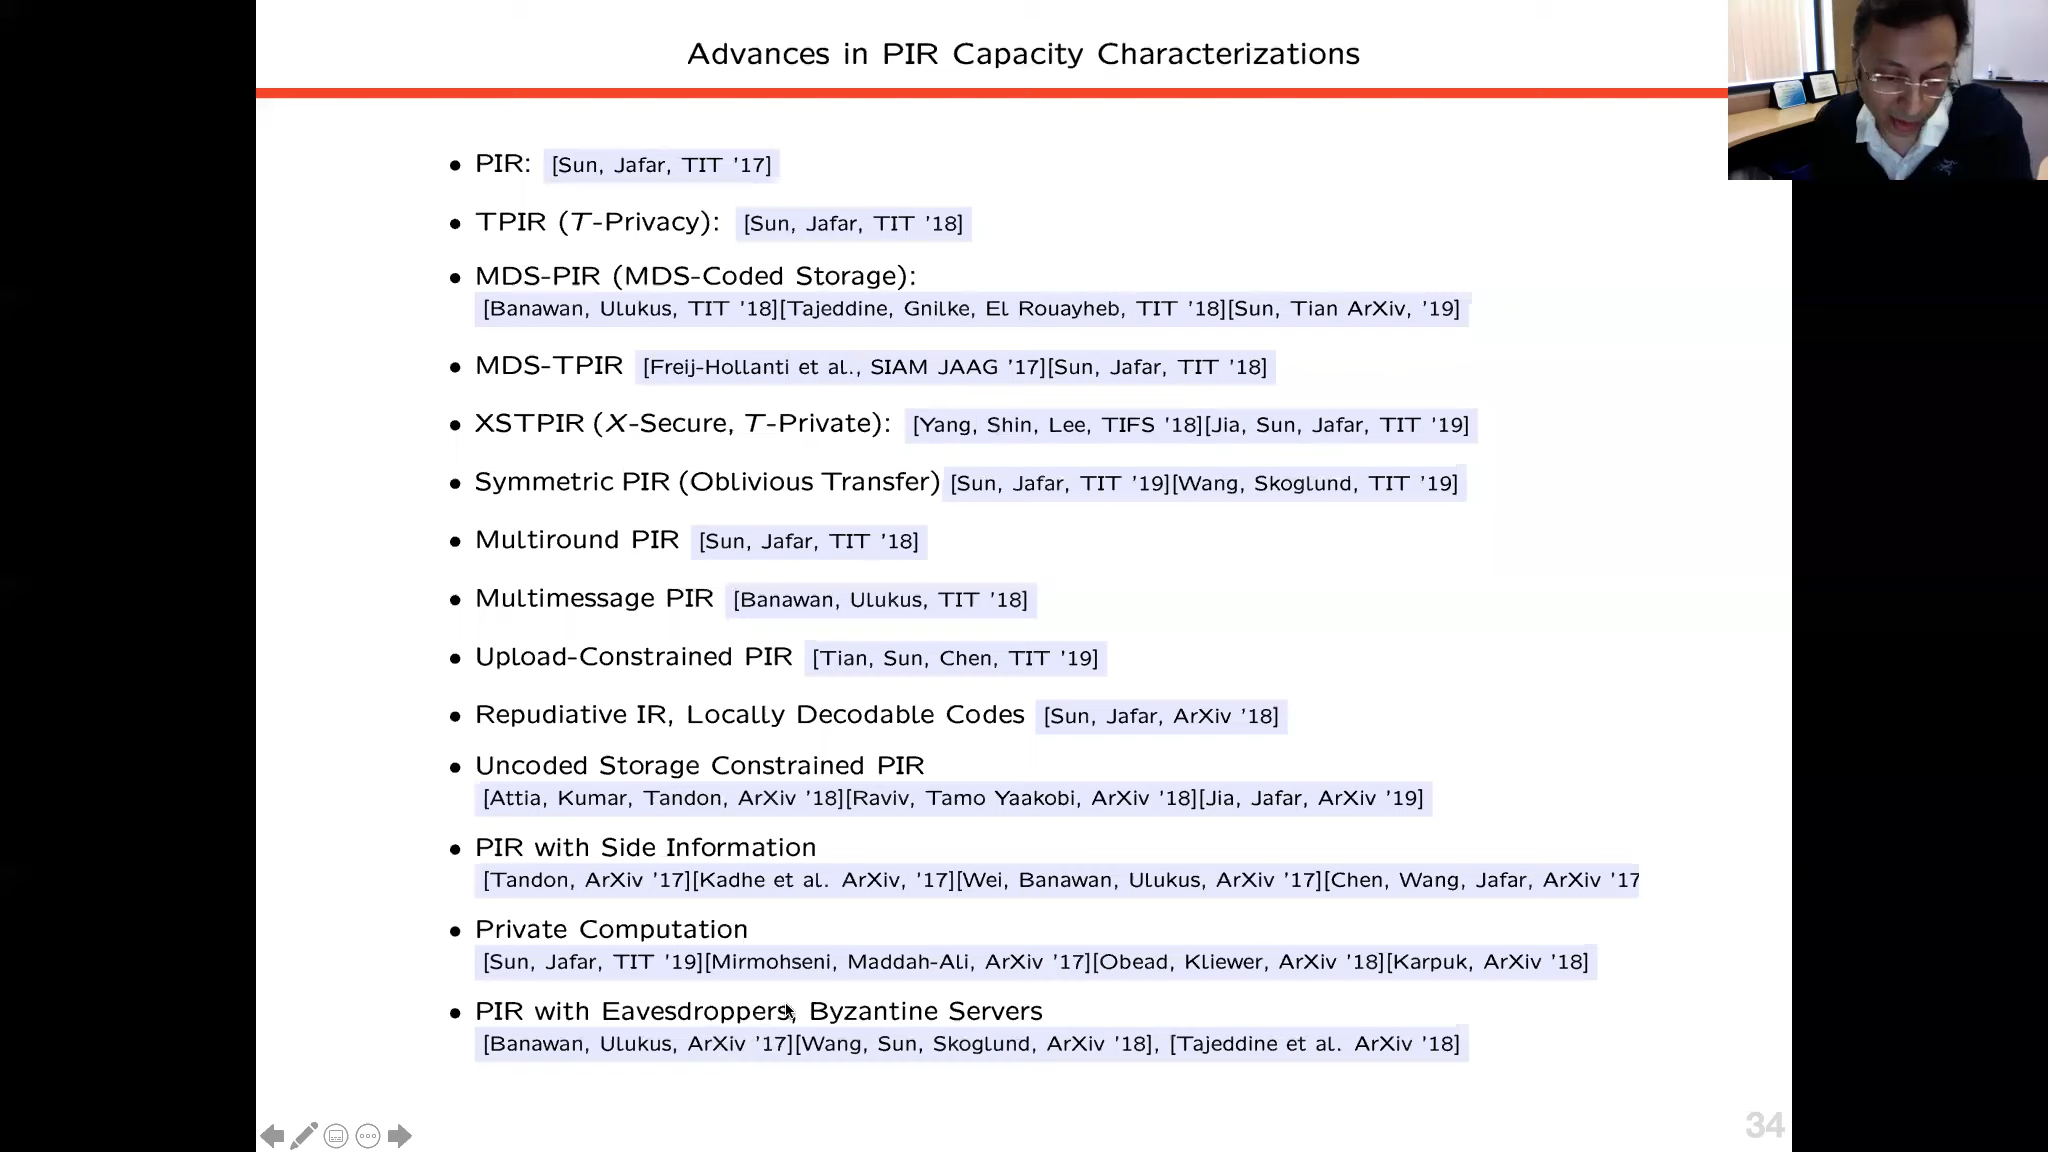 Advances in PIR Capacity Characterizations
• PIR: [Sun, Jafar, TIT '17]
• TPIR (T-Privacy): [Sun, Jafar, TIT '18]
• MDS-PIR (MDS-Coded Storage):
[Banawan, Ulukus, TIT '18][Tajeddine, Gnilke, El Rouayheb, TIT '18][Sun, Tian ArXiv, '19]
• MDS-TPIR [Freij-Hollanti et al., SIAM JAAG '17][Sun, Jafar, TIT '18]
• XSTPIR (X-Secure, T-Private): [Yang, Shin, Lee, TIFS '18][Jia, Sun, Jafar, TIT '19]
• Symmetric PIR (Oblivious Transfer) [Sun, Jafar, TIT '19][Wang, Skoglund, TIT '19]
• Multiround PIR [Sun, Jafar, TIT '18]
• Multimessage PIR [Banawan, Ulukus, TIT '18]
• Upload-Constrained PIR [Tian, Sun, Chen, TIT '19]
• Repudiative IR, Locally Decodable Codes [Sun, Jafar, ArXiv '18]
• Uncoded Storage Constrained PIR
[Attia, Kumar, Tandon, ArXiv '18][Raviv, Tamo Yaakobi, ArXiv '18][Jia, Jafar, ArXiv '19]
• PIR with Side Information
[Tandon, ArXiv '17][Kadhe et al. ArXiv, '17][Wei, Banawan, Ulukus, ArXiv '17][Chen, Wang, Jafar, ArXiv '17
• Private Computation
[Sun, Jafar, TIT '19][Mirmohseni, Maddah-Ali, ArXiv '17][Obead, Kliewer, ArXiv '18][Karpuk, ArXiv '18]
• PIR with Eavesdroppers, Byzantine Servers
[Banawan, Ulukus, ArXiv '17][Wang, Sun, Skoglund, ArXiv '18], [Tajeddine et al. ArXiv '18]
34